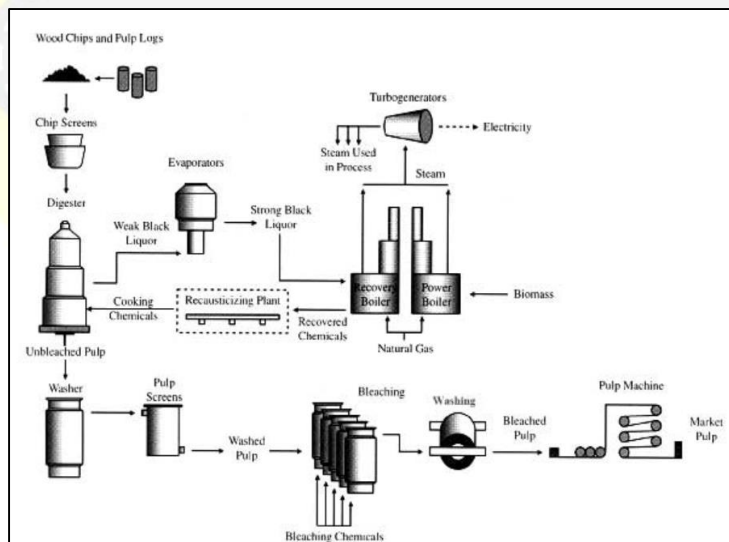 Wood Chips and Pulp Logs
Chip Screens
Digester
Evaporators
Weak Black
Liquor
Strong Black
Liquor
Turbogenerators
Electricity
Steam Used
in Process
Steam
Recovery
Boiler
Power
Boiler
Biomass
Natural Gas
Cooking
Chemicals
Recausticizing Plant
Recovered
Chemicals
Unbleached Pulp
Washer
Pulp
Screens
Washed
Pulp
Bleaching
Bleaching Chemicals
Washing
Bleached
Pulp
Pulp Machine
Market
Pulp